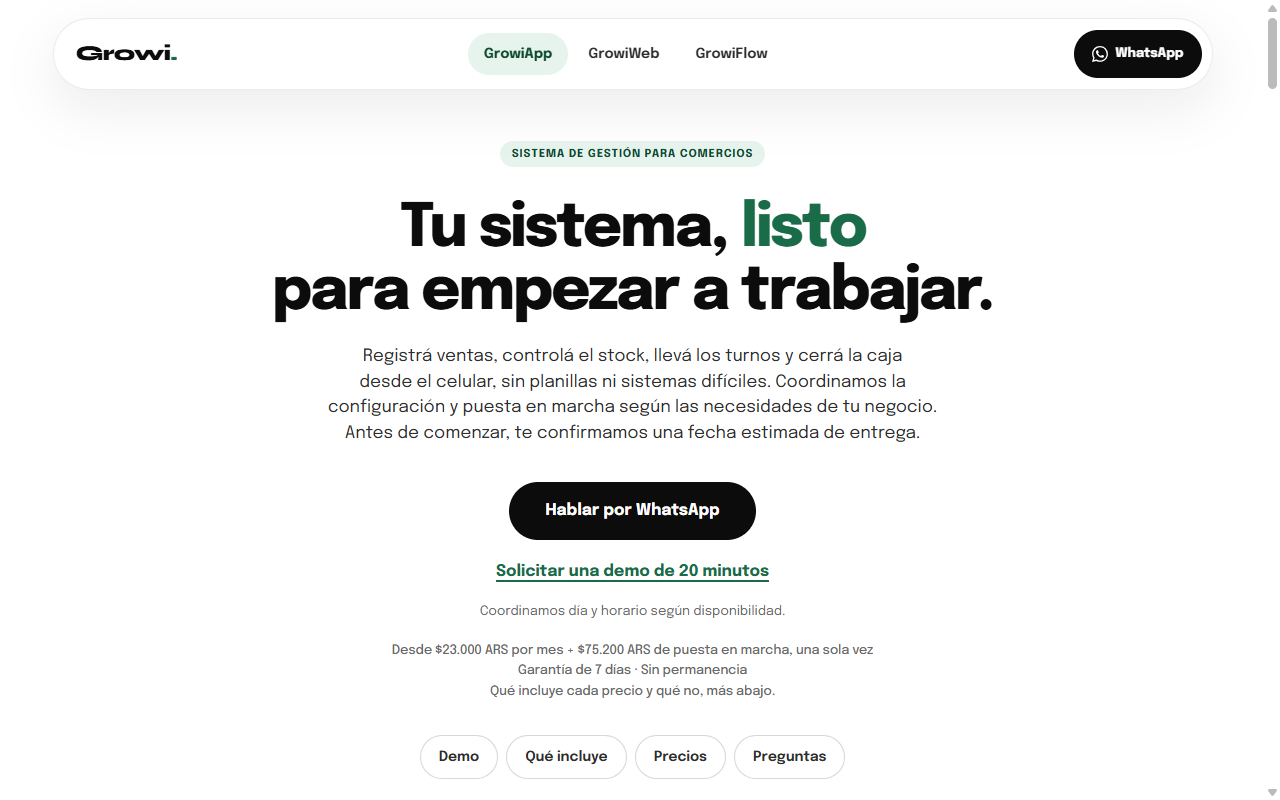 Growi.
GrowiApp
GrowiWeb
GrowiFlow
WhatsApp
SISTEMA DE GESTIÓN PARA COMERCIOS
Tu sistema, listo
para empezar a trabajar.
Registrá ventas, controlá el stock, llevá los turnos y cerrá la caja
desde el celular, sin planillas ni sistemas difíciles. Coordinamos la
configuración y puesta en marcha según las necesidades de tu negocio.
Antes de comenzar, te confirmamos una fecha estimada de entrega.
Hablar por WhatsApp
Solicitar una demo de 20 minutos
Coordinamos día y horario según disponibilidad.
Desde $23.000 ARS por mes + $75.200 ARS de puesta en marcha, una sola vez
Garantía de 7 días · Sin permanencia
Qué incluye cada precio y qué no, más abajo.
Demo
Qué incluye
Precios
Preguntas